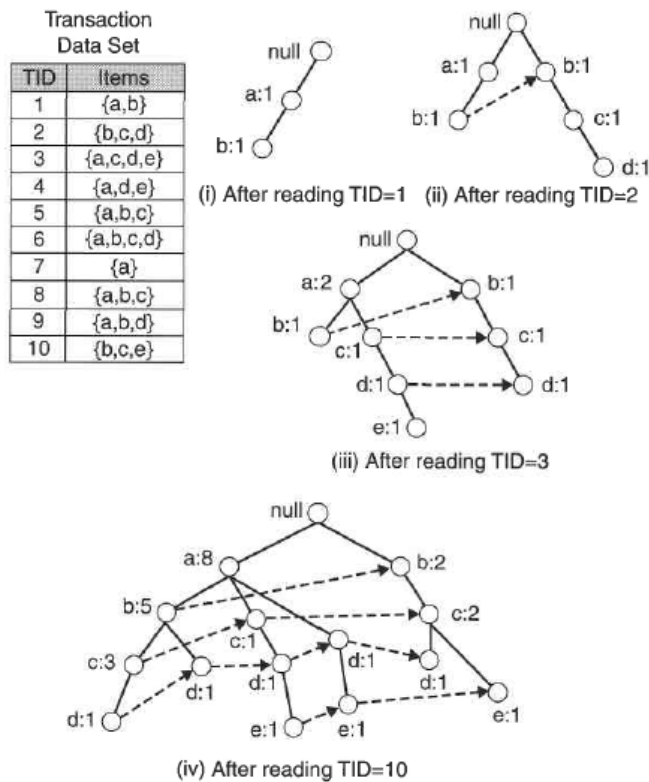 Transaction
Data Set
TID Items
1 {a,b}
2 {b,c,d}
3 {a,c,d,e}
4 {a,d,e}
5 {a,b,c}
6 {a,b,c,d}
7 {a}
8 {a,b,c}
9 {a,b,d}
10 {b,c,e}
null
a:1
b:1
(i) After reading TID=1
null
a:1 b:1
b:1 c:1
d:1
(ii) After reading TID=2
null
a:2 b:1
b:1 c:1 c:1
d:1 d:1
e:1
(iii) After reading TID=3
null
a:8 b:2
b:5 c:1 d:1 c:2
c:3 d:1 d:1 d:1 e:1
d:1 e:1 e:1
(iv) After reading TID=10